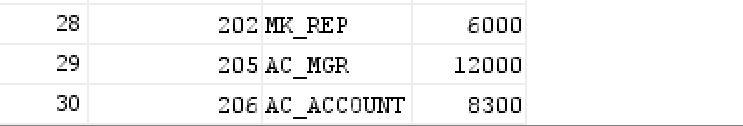 28 202 MK_REP 6000
29 205 AC_MGR 12000
30 206 AC_ACCOUNT 8300